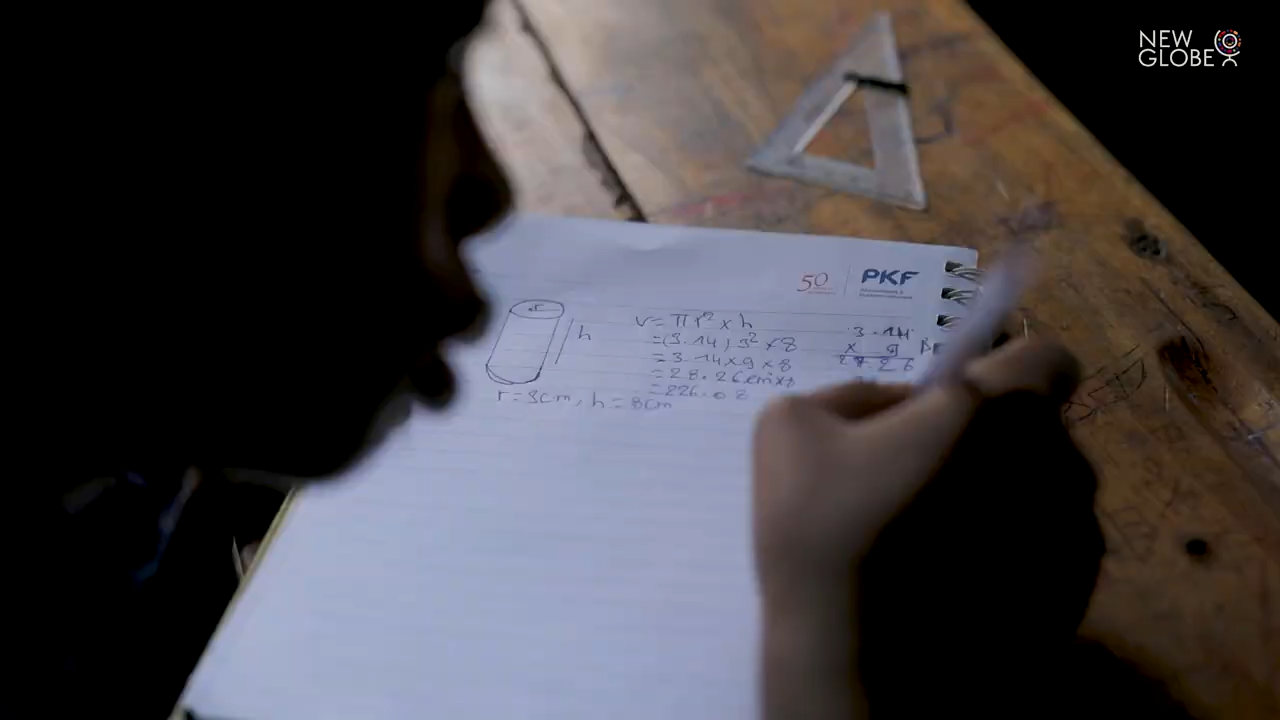 NEW
GLOBE
50
PKF
h
v = πr² x h
= (3.14) 3² x 8
= 3.14 x 9 x 8
= 28.26 cm x 8
= 226.08
r = 3cm, h = 8cm
3.14
x 9
28 26